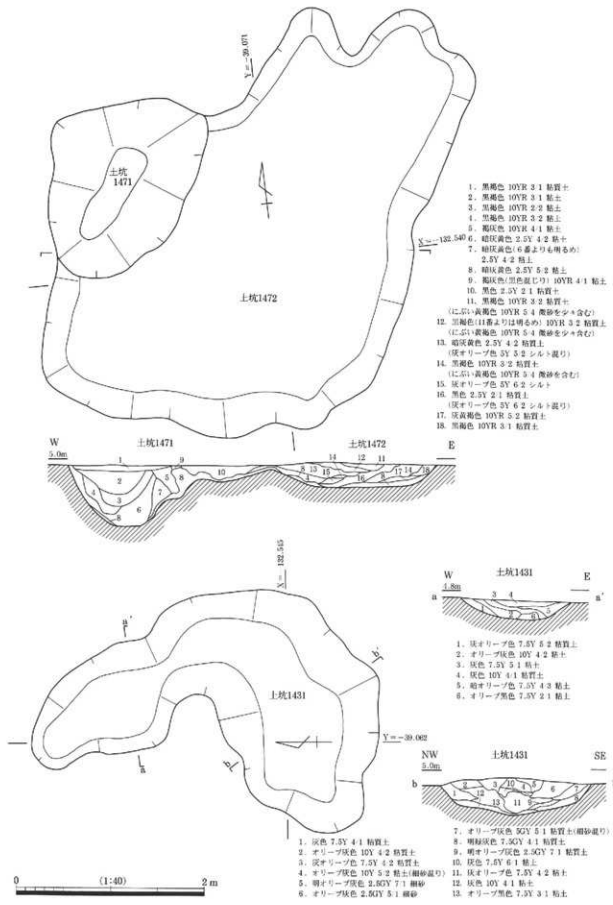 Y=-39.071
土坑
1471
X=-132.540
土坑1472
1. 黒褐色 10YR 3/1 粘質土
2. 黒褐色 10YR 3/1 粘土
3. 黒褐色 10YR 2/2 粘土
4. 黒褐色 10YR 3/2 粘土
5. 褐灰色 10YR 4/1 粘土
6. 暗灰黄色 2.5Y 4/2 粘土
7. 暗灰黄色(6番よりも明るめ)
2.5Y 4/2 粘土
8. 暗灰黄色 2.5Y 5/2 粘土
9. 褐灰色(黒色混じり) 10YR 4/1 粘土
10. 黒色 2.5Y 2/1 粘質土
11. 黒褐色 10YR 3/2 粘質土
(にぶい黄褐色 10YR 5/4 微砂を少々含む)
12. 黒褐色(11番よりは明るめ) 10YR 3/2 粘質土
(にぶい黄褐色 10YR 5/4 微砂を少々含む)
13. 暗灰黄色 2.5Y 4/2 粘質土
(灰オリーブ色 5Y 5/2 シルト混り)
14. 黒褐色 10YR 3/2 粘質土
(にぶい黄褐色 10YR 5/4 微砂を含む)
15. 灰オリーブ色 5Y 6/2 シルト
16. 黒色 2.5Y 2/1 粘質土
(灰オリーブ色 5Y 6/2 シルト混り)
17. 灰黄褐色 10YR 5/2 粘質土
18. 黒褐色 10YR 3/1 粘質土
W 土坑1471 土坑1472 E
5.0m
X=-132.545
a'
b'
土坑1431
Y=-39.062
a
b
W 土坑1431 E
4.8m
a a'
1. 灰オリーブ色 7.5Y 5/2 粘質土
2. オリーブ灰色 10Y 4/2 粘土
3. 灰色 7.5Y 5/1 粘土
4. 灰色 10Y 4/1 粘質土
5. 暗オリーブ色 7.5Y 4/3 粘土
6. オリーブ黒色 7.5Y 2/1 粘土
NW 土坑1431 SE
5.0m
b
1. 灰色 7.5Y 4/1 粘質土
2. オリーブ灰色 10Y 4/2 粘質土
3. 灰オリーブ色 7.5Y 4/2 粘質土
4. オリーブ灰色 10Y 5/2 粘土(細砂混り)
5. 明オリーブ灰色 2.5GY 7/1 細砂
6. オリーブ灰色 2.5GY 5/1 細砂
7. オリーブ灰色 5GY 5/1 粘質土(細砂混り)
8. 明緑灰色 7.5GY 4/1 粘質土
9. 明オリーブ灰色 2.5GY 7/1 粘質土
10. 灰色 7.5Y 6/1 粘土
11. 灰オリーブ色 7.5Y 4/2 粘土
12. 灰色 10Y 4/1 粘土
13. オリーブ黒色 7.5Y 3/1 粘土
0 (1:40) 2 m